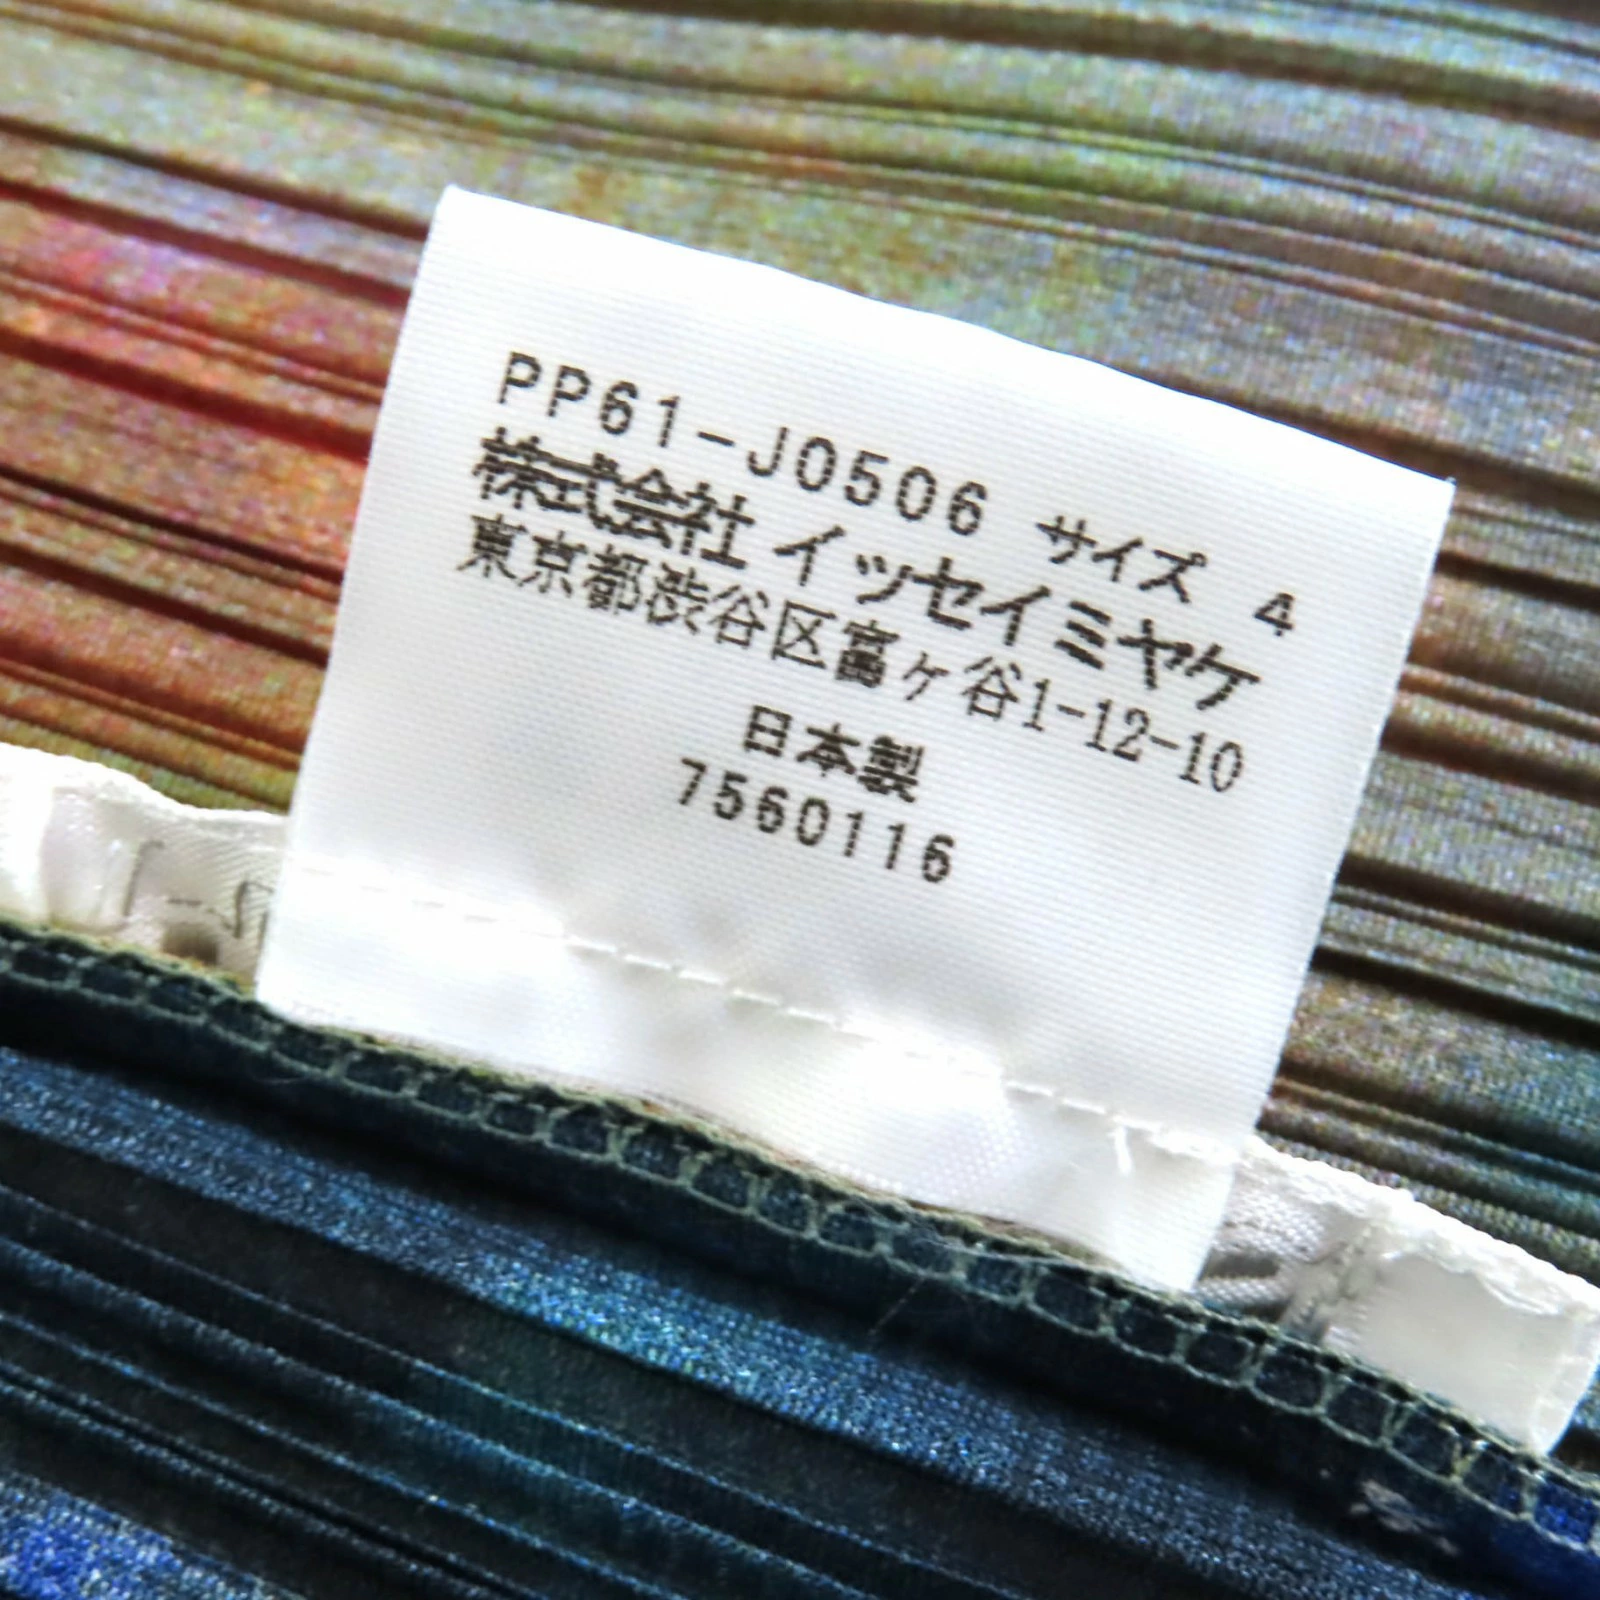 PP61-J0506 サイズ 4
株式会社 イッセイミヤケ
東京都渋谷区富ヶ谷1-12-10
日本製
7560116